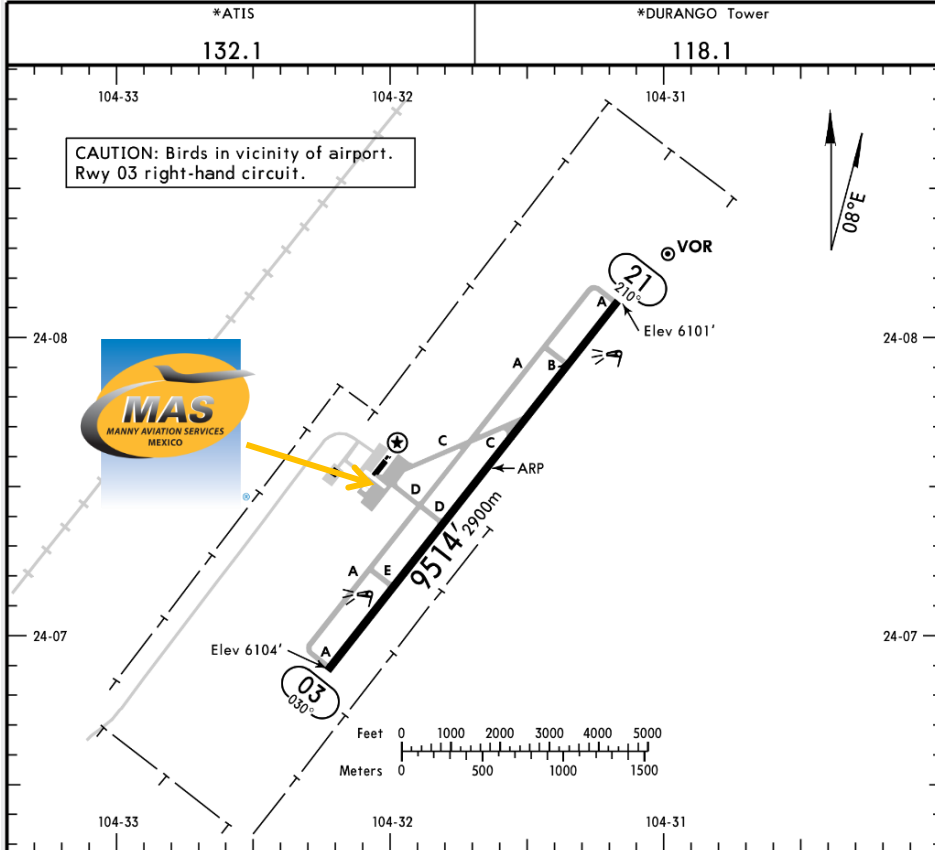 *ATIS
132.1
*DURANGO Tower
118.1
104-33
104-32
104-31
CAUTION: Birds in vicinity of airport.
Rwy 03 right-hand circuit.
08°E
VOR
21
210°
A
Elev 6101'
24-08
24-08
A
B
MAS
MANNY AVIATION SERVICES
MEXICO
®
C
C
ARP
D
D
9514' 2900m
A
E
24-07
24-07
Elev 6104'
A
03
030°
Feet 0 1000 2000 3000 4000 5000
Meters 0 500 1000 1500
104-33
104-32
104-31